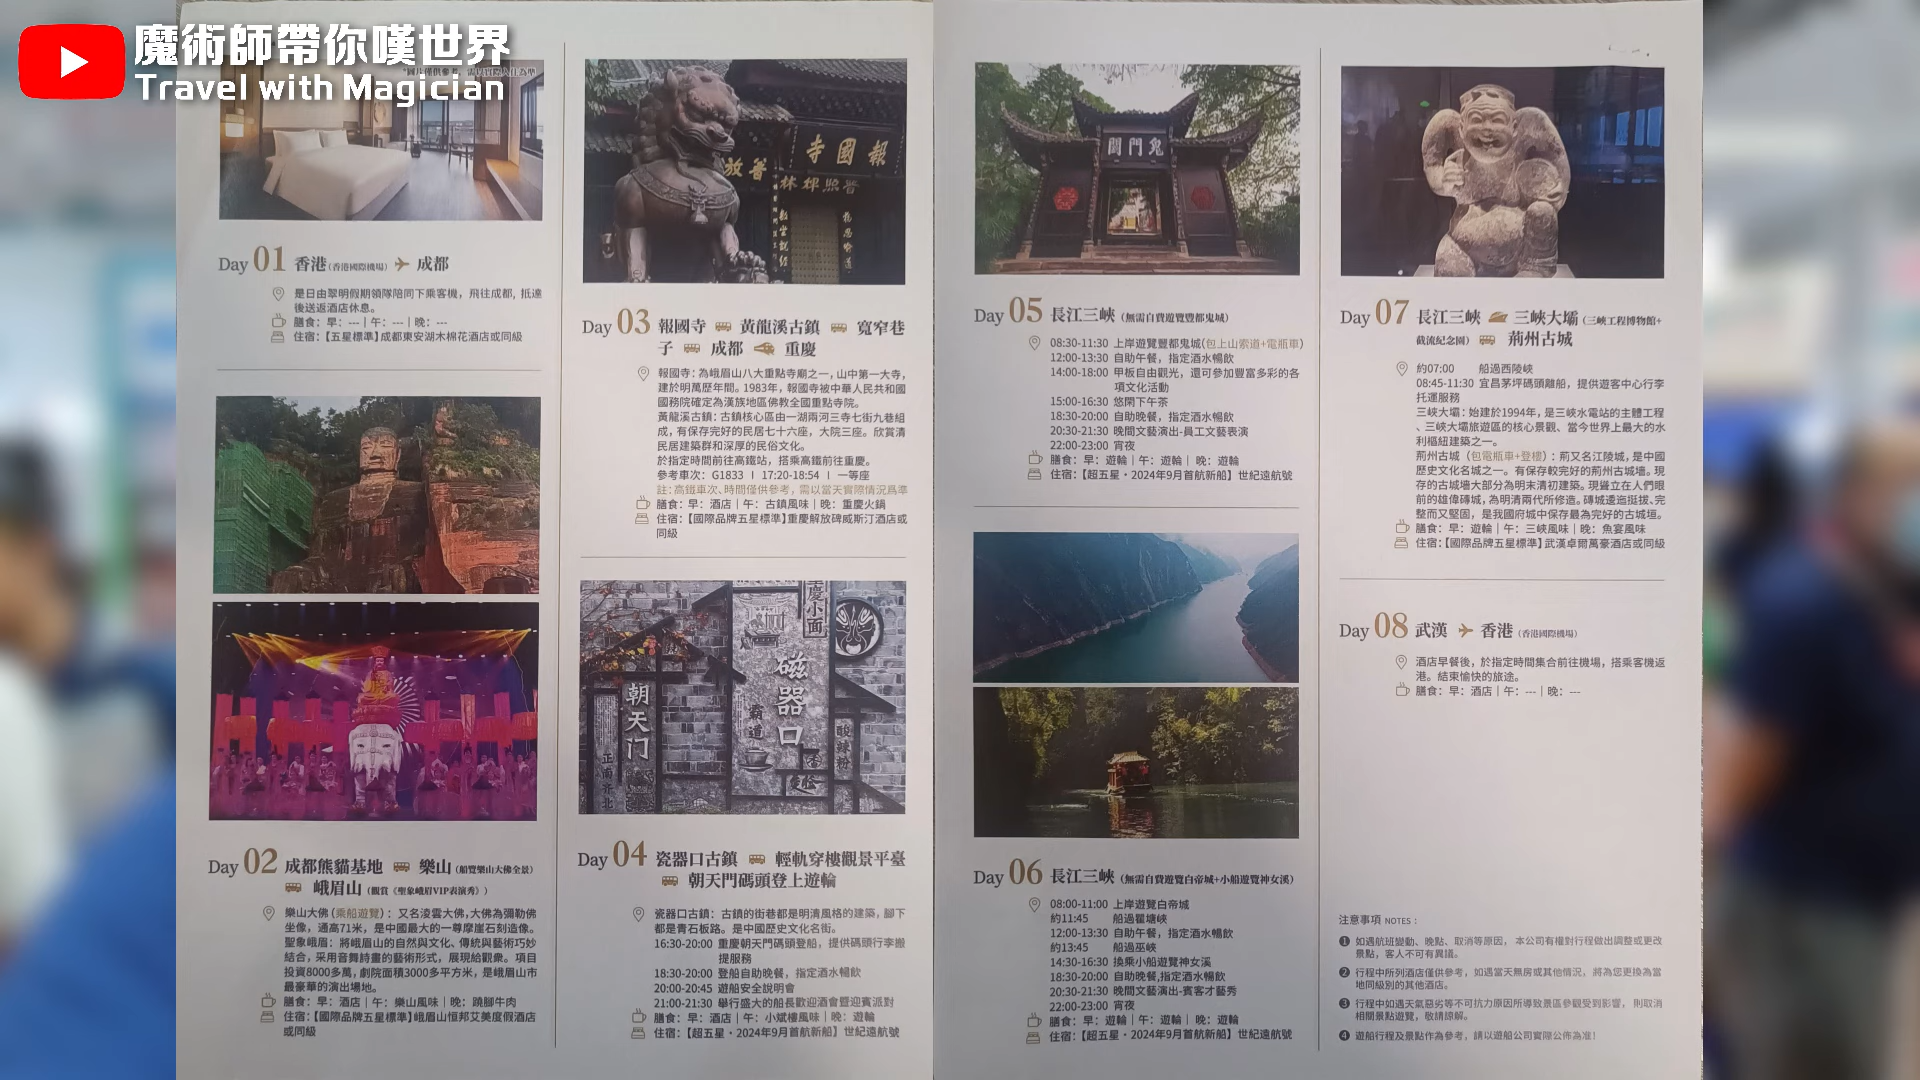 魔術師帶你嘆世界
Travel with Magician
Day 01 香港(香港國際機場) 成都
是日由翠明假期領隊陪同下乘客機，飛往成都, 抵達
後送返酒店休息。
膳食：早：---｜午：---｜晚：---
住宿：【五星標準】成都東安湖木棉花酒店或同級
Day 02 成都熊貓基地 樂山(船覽樂山大佛全景)
峨眉山(觀賞《聖象峨眉VIP表演秀》)
樂山大佛(乘船遊覽)：又名淩雲大佛,大佛為彌勒佛
坐像，通高71米，是中國最大的一尊摩崖石刻造像。
聖象峨眉：將峨眉山的自然與文化、傳統與藝術巧妙
結合，采用音舞詩畫的藝術形式，展現給觀衆。項目
投資8000多萬，劇院面積3000多平方米，是峨眉山市
最豪華的演出場地。
膳食：早：酒店｜午：樂山風味｜晚：蹺腳牛肉
住宿：【國際品牌五星標準】峨眉山恒邦艾美度假酒店
或同級
報國寺
Day 03 報國寺 黃龍溪古鎮 寬窄巷
子 成都 重慶
報國寺：為峨眉山八大重點寺廟之一，山中第一大寺，
建於明萬歷年間。1983年，報國寺被中華人民共和國
國務院確定為漢族地區佛教全國重點寺院。
黃龍溪古鎮：古鎮核心區由一湖兩河三寺七街九巷組
成，有保存完好的民居七十六座，大院三座。欣賞清
民居建築群和深厚的民俗文化。
於指定時間前往高鐵站，搭乘高鐵前往重慶。
參考車次：G1833 | 17:20-18:54 | 一等座
註：高鐵車次、時間僅供參考，需以當天實際情況爲準
膳食：早：酒店｜午：古鎮風味｜晚：重慶火鍋
住宿：【國際品牌五星標準】重慶解放碑威斯汀酒店或
同級
慶小面
磁器口
朝天门
霸道
酸辣粉
正南齐北
Day 04 瓷器口古鎮 輕軌穿樓觀景平臺
朝天門碼頭登上遊輪
瓷器口古鎮：古鎮的街巷都是明清風格的建築，腳下
都是青石板路。是中國歷史文化名街。
16:30-20:00 重慶朝天門碼頭登船，提供碼頭行李搬
提服務
18:30-20:00 登船自助晚餐，指定酒水暢飲
20:00-20:45 遊船安全說明會
21:00-21:30 舉行盛大的船長歡迎酒會暨迎賓派對
膳食：早：酒店｜午：小斌樓風味｜晚：遊輪
住宿：【超五星·2024年9月首航新船】世紀遠航號
鬼門關
Day 05 長江三峽 (無需自費遊覽豐都鬼城)
08:30-11:30 上岸遊覽豐都鬼城(包上山索道+電瓶車)
12:00-13:30 自助午餐，指定酒水暢飲
14:00-18:00 甲板自由觀光，還可參加豐富多彩的各
項文化活動
15:00-16:30 悠閑下午茶
18:30-20:00 自助晚餐，指定酒水暢飲
20:30-21:30 晚間文藝演出-員工文藝表演
22:00-23:00 宵夜
膳食：早：遊輪｜午：遊輪｜ 晚：遊輪
住宿：【超五星·2024年9月首航新船】世紀遠航號
Day 06 長江三峽 (無需自費遊覽白帝城+小船遊覽神女溪)
08:00-11:00 上岸遊覽白帝城
約11:45 船過瞿塘峽
12:00-13:30 自助午餐，指定酒水暢飲
約13:45 船過巫峽
14:30-16:30 換乘小船遊覽神女溪
18:30-20:00 自助晚餐,指定酒水暢飲
20:30-21:30 晚間文藝演出-賓客才藝秀
22:00-23:00 宵夜
膳食：早：遊輪｜午：遊輪｜ 晚：遊輪
住宿：【超五星·2024年9月首航新船】世紀遠航號
Day 07 長江三峽 三峽大壩 (三峽工程博物館+
截流紀念園) 荊州古城
約07:00 船過西陵峽
08:45-11:30 宜昌茅坪碼頭離船，提供遊客中心行李
托運服務
三峽大壩：始建於1994年，是三峽水電站的主體工程
、三峽大壩旅遊區的核心景觀、當今世界上最大的水
利樞紐建築之一。
荊州古城（包電瓶車+登樓）：荊又名江陵城，是中國
歷史文化名城之一。有保存較完好的荊州古城墻。現
存的古城墻大部分為明末清初建築。現聳立在人們眼
前的雄偉磚城，為明清兩代所修造。磚城逶迤挺拔、完
整而又堅固，是我國府城中保存最為完好的古城垣。
膳食：早：遊輪｜午：三峽風味｜晚：魚宴風味
住宿：【國際品牌五星標準】武漢卓爾萬豪酒店或同級
Day 08 武漢 香港 (香港國際機場)
酒店早餐後，於指定時間集合前往機場，搭乘客機返
港。結束愉快的旅途。
膳食：早：酒店｜午：---｜晚：---
注意事項 NOTES：
1 如遇航班變動、晚點、取消等原因， 本公司有權對行程做出調整或更改
景點，客人不可有異議。
2 行程中所列酒店僅供參考，如遇當天無房或其他情況，將為您更換為當
地同級別的其他酒店。
3 行程中如遇天氣惡劣等不可抗力原因所導致景區參觀受到影響， 則取消
相關景點遊覽，敬請諒解。
4 遊船行程及景點作為參考，請以遊船公司實際公佈為准!